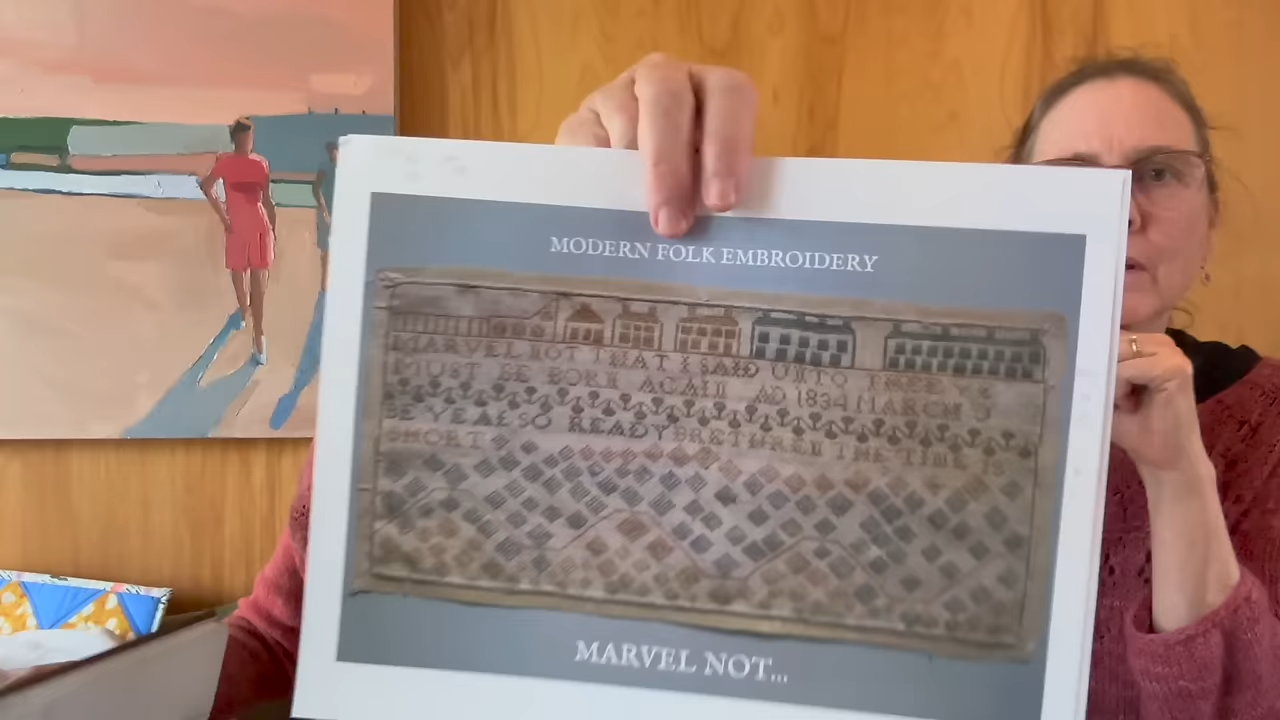 MODERN FOLK EMBROIDERY
MARVEL NOT THAT I SAID UNTO THEE
MUST BE BORN AGAIN AD 1834 MARCH 3
BE YE ALSO READY BRETHREN THE TIME IS
SHORT
MARVEL NOT...